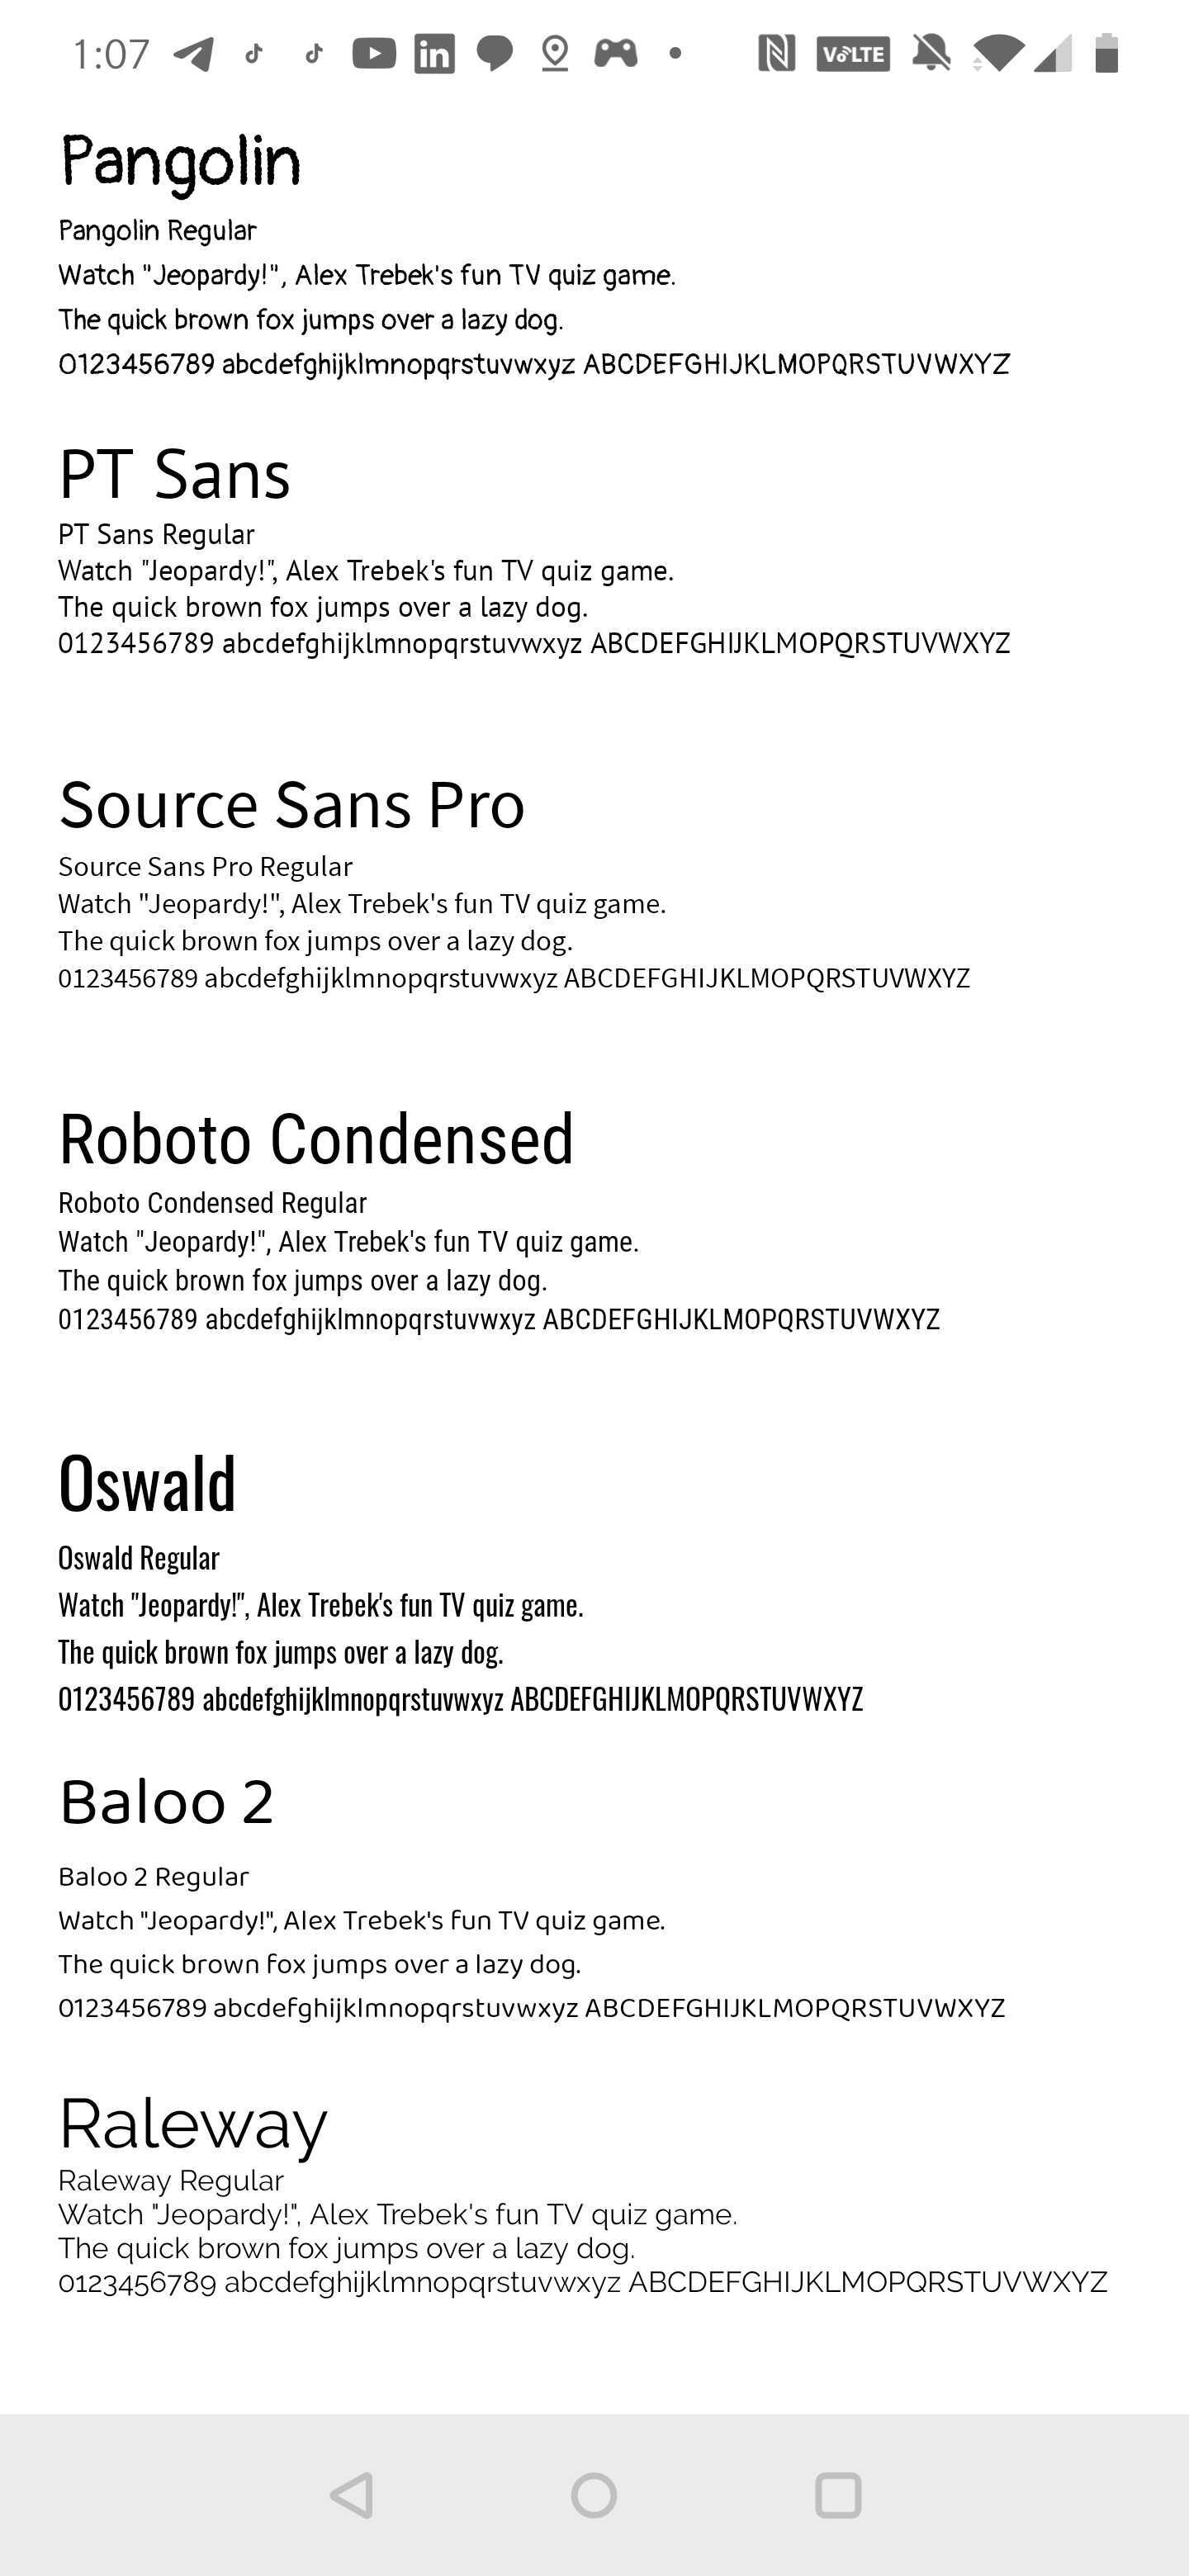 1:07 in VoLTE
Pangolin
Pangolin Regular
Watch "Jeopardy!", Alex Trebek's fun TV quiz game.
The quick brown fox jumps over a lazy dog.
0123456789 abcdefghijklmnopqrstuvwxyz ABCDEFGHIJKLMOPQRSTUVWXYZ
PT Sans
PT Sans Regular
Watch "Jeopardy!", Alex Trebek's fun TV quiz game.
The quick brown fox jumps over a lazy dog.
0123456789 abcdefghijklmnopqrstuvwxyz ABCDEFGHIJKLMOPQRSTUVWXYZ
Source Sans Pro
Source Sans Pro Regular
Watch "Jeopardy!", Alex Trebek's fun TV quiz game.
The quick brown fox jumps over a lazy dog.
0123456789 abcdefghijklmnopqrstuvwxyz ABCDEFGHIJKLMOPQRSTUVWXYZ
Roboto Condensed
Roboto Condensed Regular
Watch "Jeopardy!", Alex Trebek's fun TV quiz game.
The quick brown fox jumps over a lazy dog.
0123456789 abcdefghijklmnopqrstuvwxyz ABCDEFGHIJKLMOPQRSTUVWXYZ
Oswald
Oswald Regular
Watch "Jeopardy!", Alex Trebek's fun TV quiz game.
The quick brown fox jumps over a lazy dog.
0123456789 abcdefghijklmnopqrstuvwxyz ABCDEFGHIJKLMOPQRSTUVWXYZ
Baloo 2
Baloo 2 Regular
Watch "Jeopardy!", Alex Trebek's fun TV quiz game.
The quick brown fox jumps over a lazy dog.
0123456789 abcdefghijklmnopqrstuvwxyz ABCDEFGHIJKLMOPQRSTUVWXYZ
Raleway
Raleway Regular
Watch "Jeopardy!", Alex Trebek's fun TV quiz game.
The quick brown fox jumps over a lazy dog.
0123456789 abcdefghijklmnopqrstuvwxyz ABCDEFGHIJKLMOPQRSTUVWXYZ